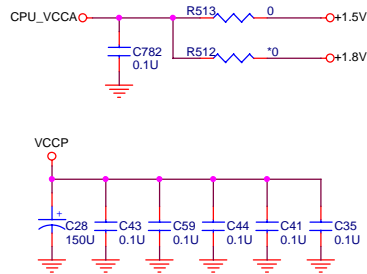 CPU_VCCA R513 0 +1.5V
C782 R512 *0 +1.8V
0.1U
VCCP
+
C28 C43 C59 C44 C41 C35
150U 0.1U 0.1U 0.1U 0.1U 0.1U